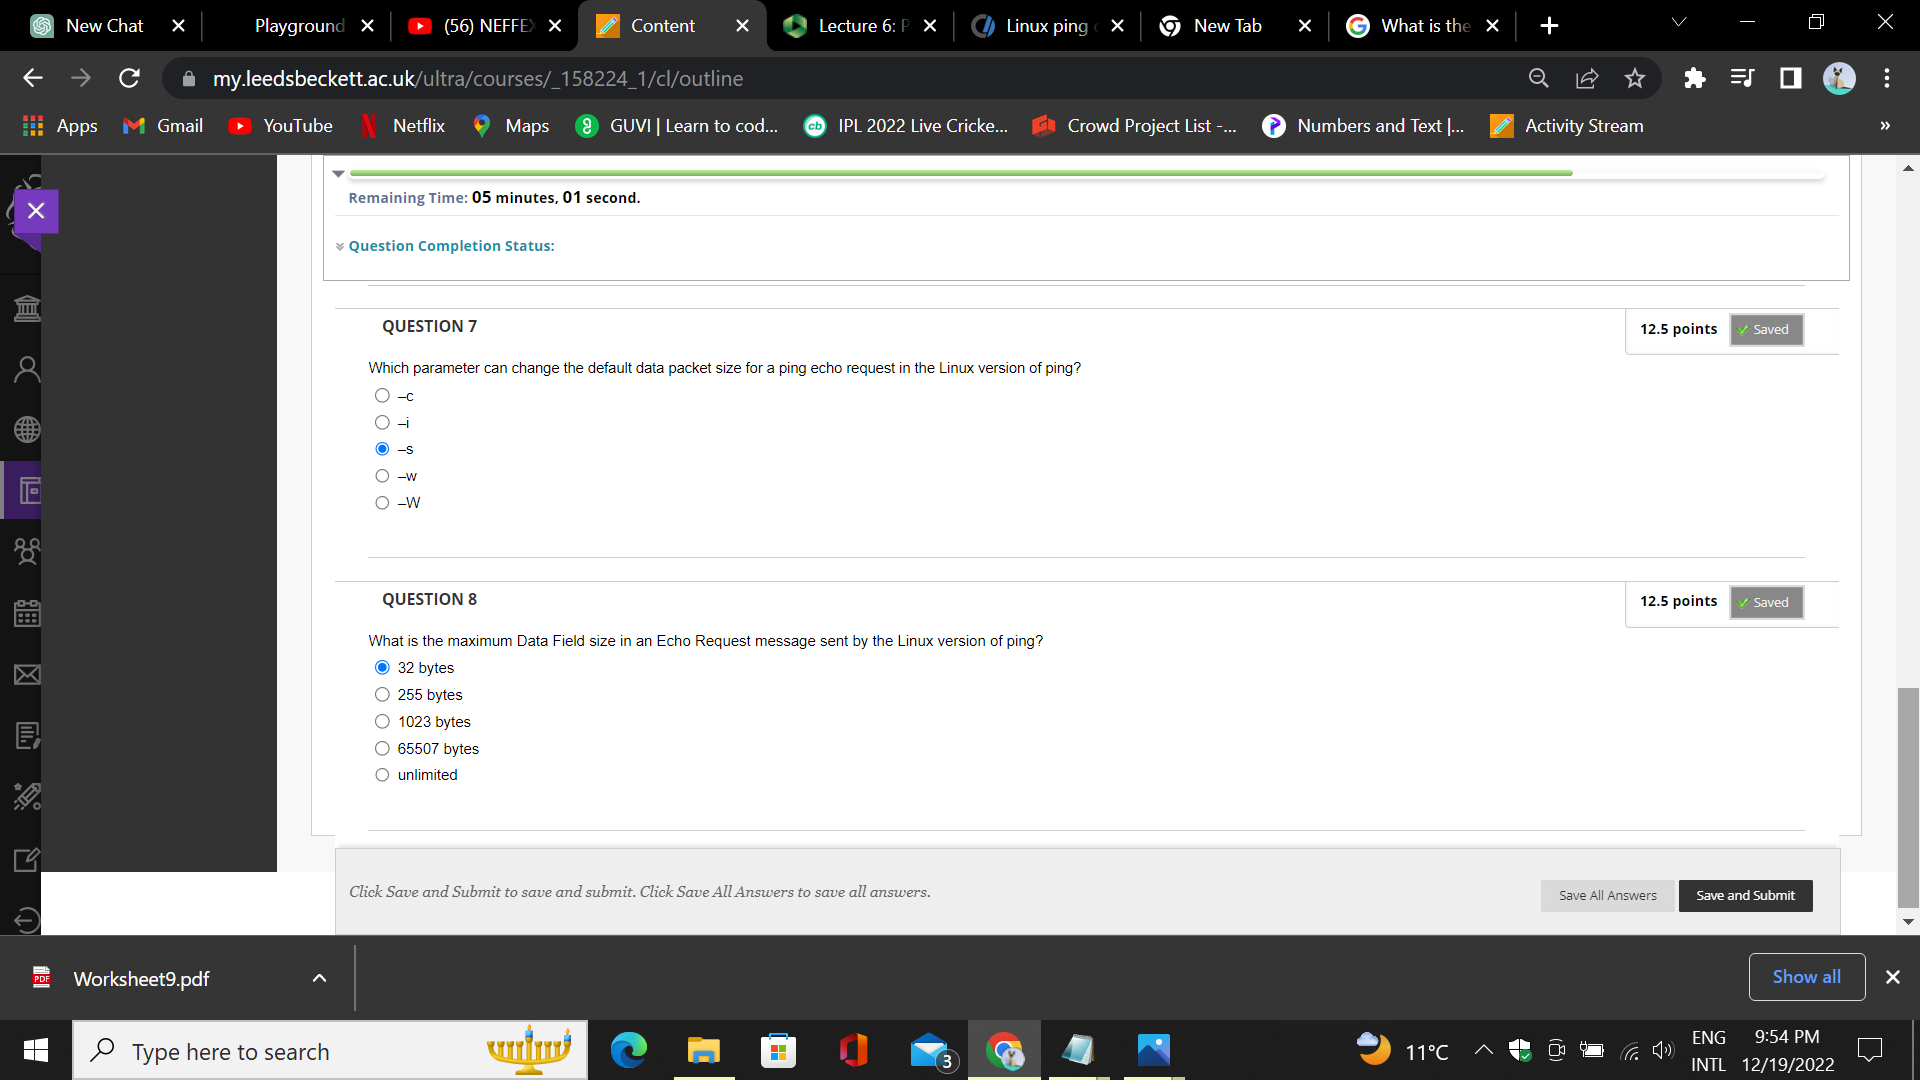 New Chat
Playground
(56) NEFFEX
Content
Lecture 6: P
Linux ping
New Tab
What is the
my.leedsbeckett.ac.uk/ultra/courses/_158224_1/cl/outline
Apps
Gmail
YouTube
Netflix
Maps
GUVI | Learn to cod...
IPL 2022 Live Cricke...
Crowd Project List -...
Numbers and Text |...
Activity Stream
»
Remaining Time: 05 minutes, 01 second.
Question Completion Status:
QUESTION 7
12.5 points
Saved
Which parameter can change the default data packet size for a ping echo request in the Linux version of ping?
–c
–i
–s
–w
–W
QUESTION 8
12.5 points
Saved
What is the maximum Data Field size in an Echo Request message sent by the Linux version of ping?
32 bytes
255 bytes
1023 bytes
65507 bytes
unlimited
Click Save and Submit to save and submit. Click Save All Answers to save all answers.
Save All Answers
Save and Submit
PDF
Worksheet9.pdf
Show all
Type here to search
3
11°C
ENG
INTL
9:54 PM
12/19/2022